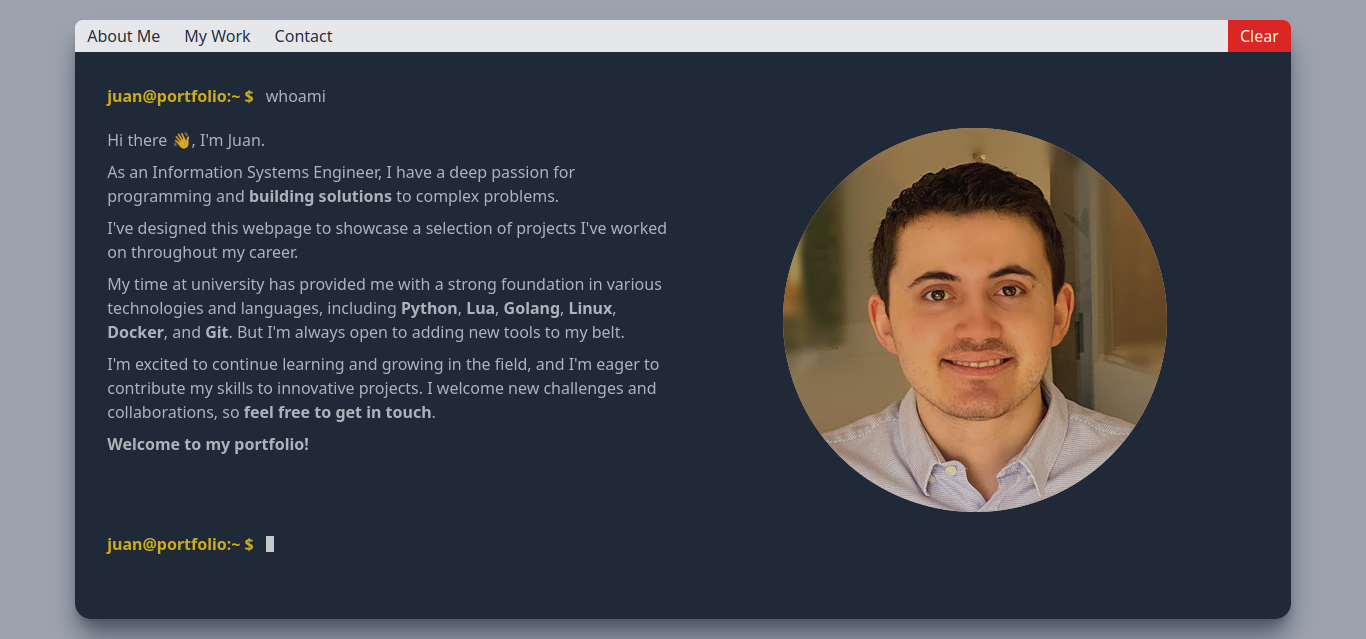 About Me My Work Contact Clear
juan@portfolio:~ $ whoami
Hi there 👋, I'm Juan.
As an Information Systems Engineer, I have a deep passion for
programming and building solutions to complex problems.
I've designed this webpage to showcase a selection of projects I've worked
on throughout my career.
My time at university has provided me with a strong foundation in various
technologies and languages, including Python, Lua, Golang, Linux,
Docker, and Git. But I'm always open to adding new tools to my belt.
I'm excited to continue learning and growing in the field, and I'm eager to
contribute my skills to innovative projects. I welcome new challenges and
collaborations, so feel free to get in touch.
Welcome to my portfolio!
juan@portfolio:~ $